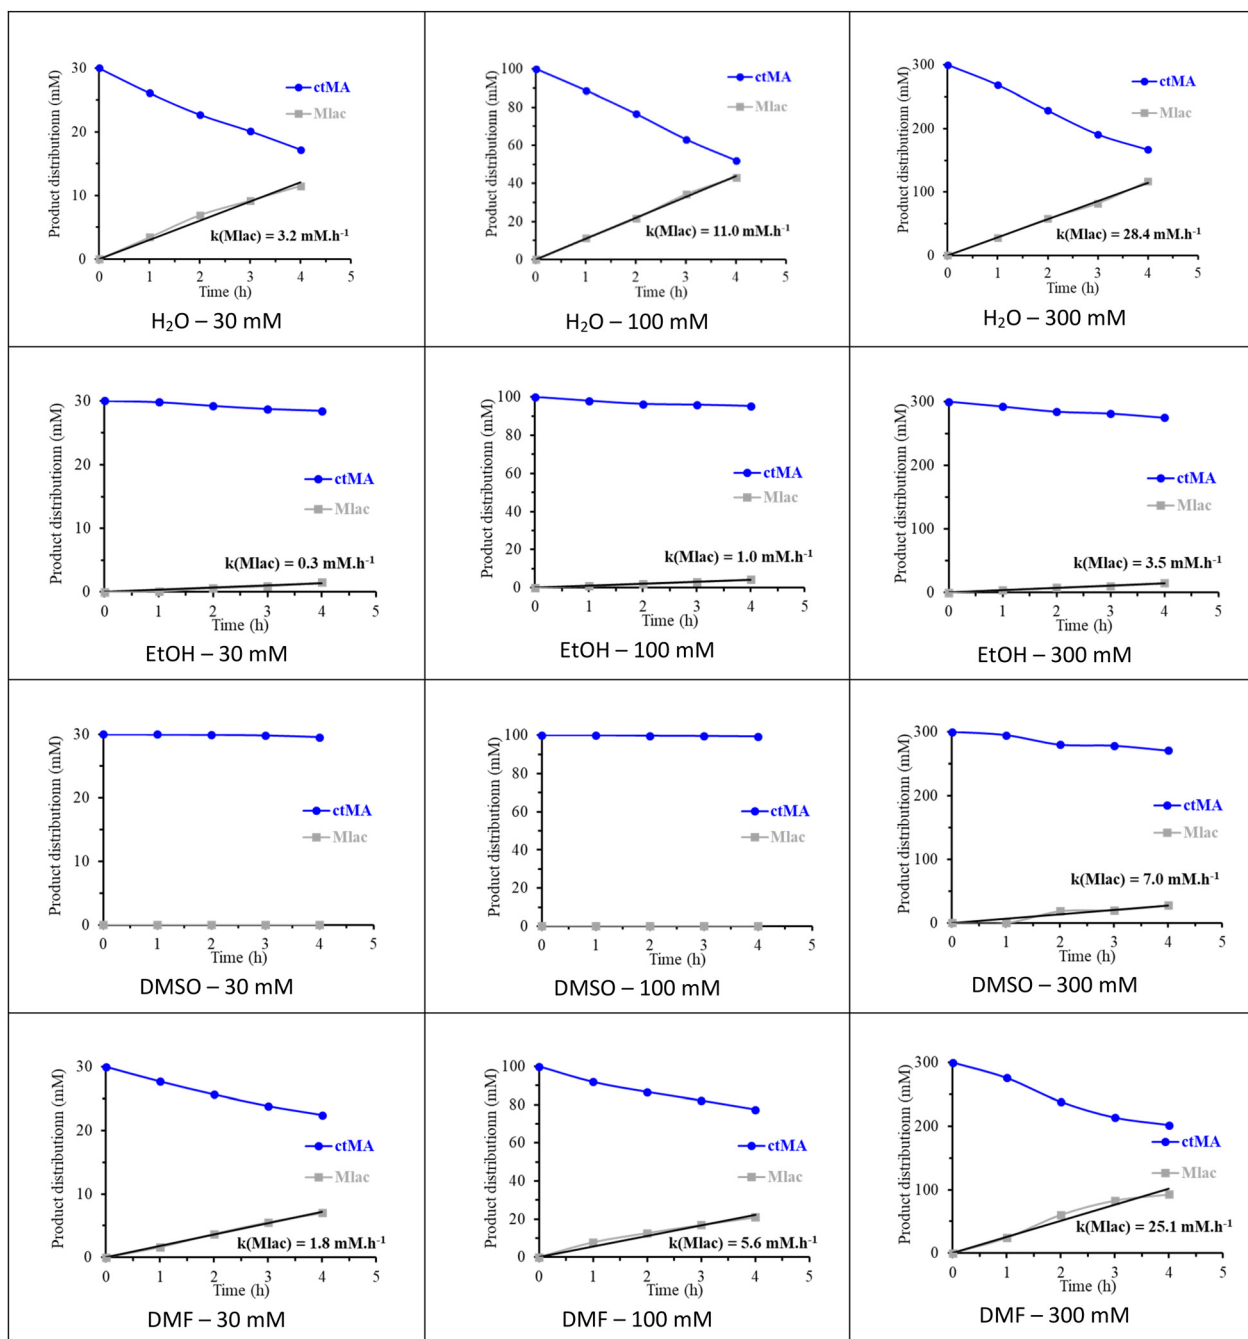 Product distributionn (mM)
30
20
10
0
0 1 2 3 4 5
Time (h)
ctMA
Mlac
k(Mlac) = 3.2 mM.h-1
H2O – 30 mM
Product distributionn (mM)
100
80
60
40
20
0
0 1 2 3 4 5
Time (h)
ctMA
Mlac
k(Mlac) = 11.0 mM.h-1
H2O – 100 mM
Product distributionn (mM)
300
200
100
0
0 1 2 3 4 5
Time (h)
ctMA
Mlac
k(Mlac) = 28.4 mM.h-1
H2O – 300 mM
Product distributionn (mM)
30
20
10
0
0 1 2 3 4 5
Time (h)
ctMA
Mlac
k(Mlac) = 0.3 mM.h-1
EtOH – 30 mM
Product distributionn (mM)
100
80
60
40
20
0
0 1 2 3 4 5
Time (h)
ctMA
Mlac
k(Mlac) = 1.0 mM.h-1
EtOH – 100 mM
Product distributionn (mM)
300
200
100
0
0 1 2 3 4 5
Time (h)
ctMA
Mlac
k(Mlac) = 3.5 mM.h-1
EtOH – 300 mM
Product distributionn (mM)
30
20
10
0
0 1 2 3 4 5
Time (h)
ctMA
Mlac
DMSO – 30 mM
Product distributionn (mM)
100
80
60
40
20
0
0 1 2 3 4 5
Time (h)
ctMA
Mlac
DMSO – 100 mM
Product distributionn (mM)
300
200
100
0
0 1 2 3 4 5
Time (h)
ctMA
Mlac
k(Mlac) = 7.0 mM.h-1
DMSO – 300 mM
Product distributionn (mM)
30
20
10
0
0 1 2 3 4 5
Time (h)
ctMA
Mlac
k(Mlac) = 1.8 mM.h-1
DMF – 30 mM
Product distributionn (mM)
100
80
60
40
20
0
0 1 2 3 4 5
Time (h)
ctMA
Mlac
k(Mlac) = 5.6 mM.h-1
DMF – 100 mM
Product distributionn (mM)
300
200
100
0
0 1 2 3 4 5
Time (h)
ctMA
Mlac
k(Mlac) = 25.1 mM.h-1
DMF – 300 mM